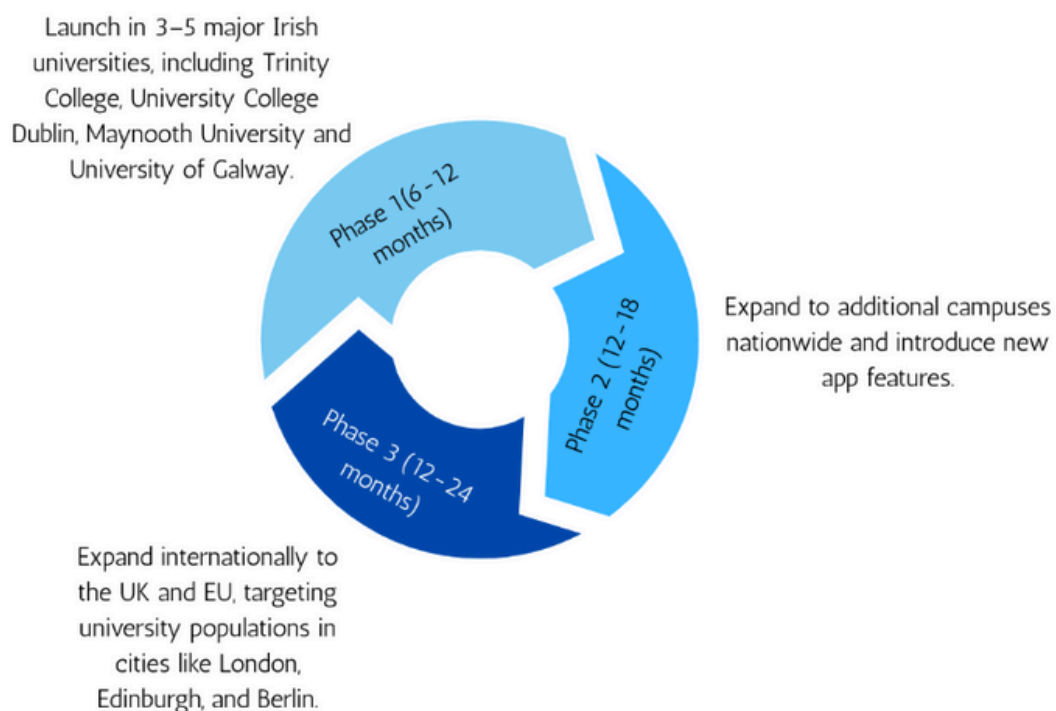 Launch in 3–5 major Irish
universities, including Trinity
College, University College
Dublin, Maynooth University and
University of Galway.
Phase 1(6-12
months)
Phase 2 (12-18
months)
Expand to additional campuses
nationwide and introduce new
app features.
Phase 3 (12-24
months)
Expand internationally to
the UK and EU, targeting
university populations in
cities like London,
Edinburgh, and Berlin.